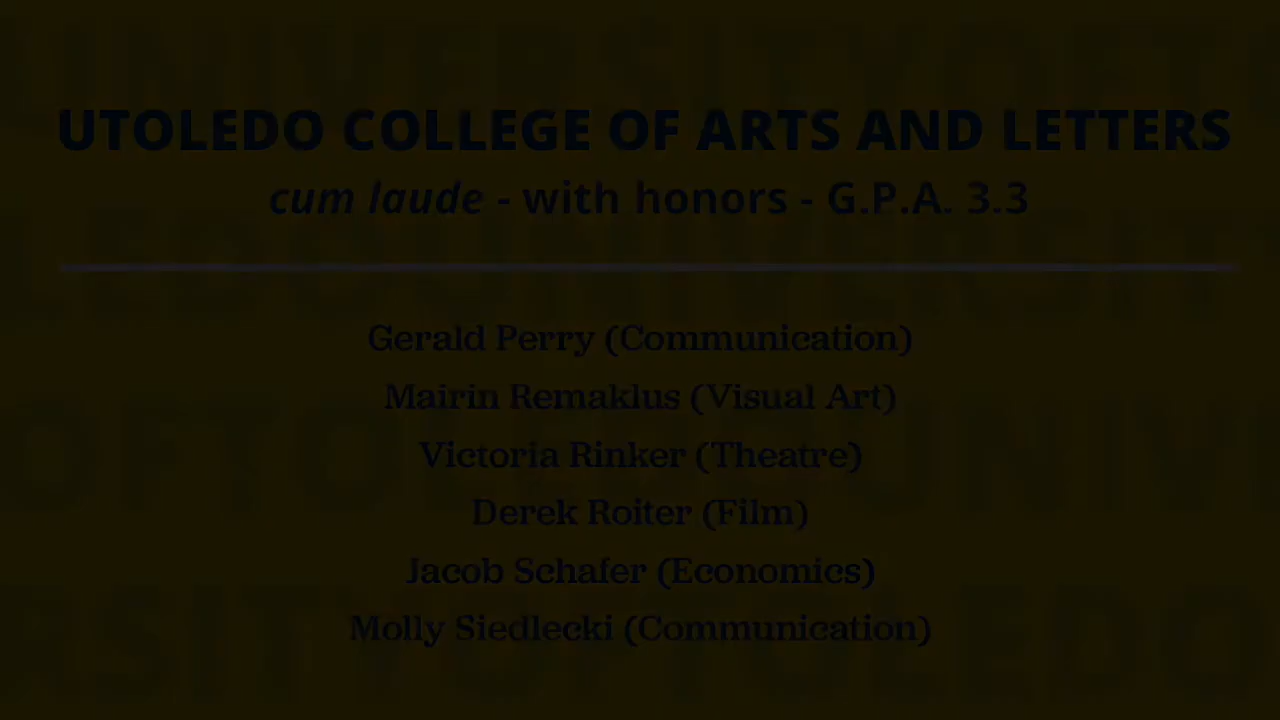 UTOLEDO COLLEGE OF ARTS AND LETTERS
cum laude - with honors - G.P.A. 3.3
Gerald Perry (Communication)
Mairin Remaklus (Visual Art)
Victoria Rinker (Theatre)
Derek Roiter (Film)
Jacob Schafer (Economics)
Molly Siedlecki (Communication)